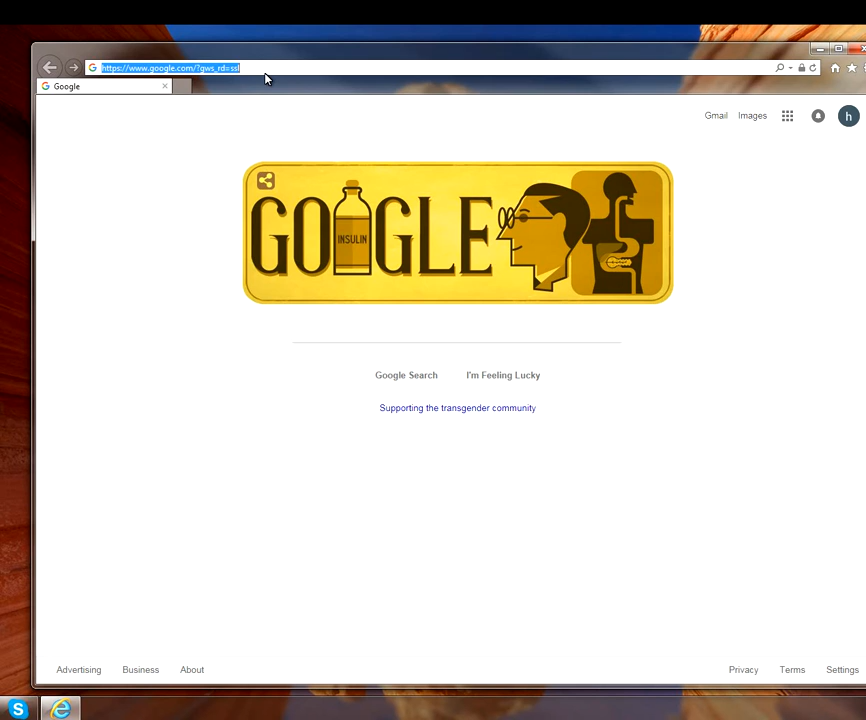 https://www.google.com/?gws_rd=ssl
Google
Gmail Images h
GOOGLE
INSULIN
Google Search I'm Feeling Lucky
Supporting the transgender community
Advertising Business About Privacy Terms Settings